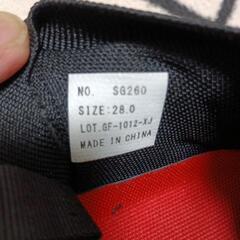 NO. SG260
SIZE:28.0
LOT.GF-1012-XJ
MADE IN CHINA